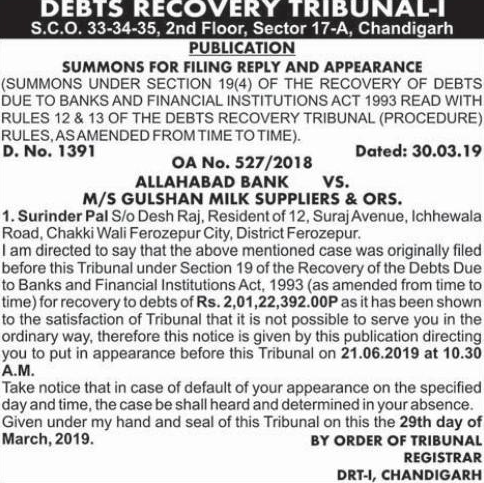 DEBTS RECOVERY TRIBUNAL-I
S.C.O. 33-34-35, 2nd Floor, Sector 17-A, Chandigarh
PUBLICATION
SUMMONS FOR FILING REPLY AND APPEARANCE
(SUMMONS UNDER SECTION 19(4) OF THE RECOVERY OF DEBTS
DUE TO BANKS AND FINANCIAL INSTITUTIONS ACT 1993 READ WITH
RULES 12 & 13 OF THE DEBTS RECOVERY TRIBUNAL (PROCEDURE)
RULES, AS AMENDED FROM TIME TO TIME).
D. No. 1391 Dated: 30.03.19
OA No. 527/2018
ALLAHABAD BANK VS.
M/S GULSHAN MILK SUPPLIERS & ORS.
1. Surinder Pal S/o Desh Raj, Resident of 12, Suraj Avenue, Ichhewala
Road, Chakki Wali Ferozepur City, District Ferozepur.
I am directed to say that the above mentioned case was originally filed
before this Tribunal under Section 19 of the Recovery of the Debts Due
to Banks and Financial Institutions Act, 1993 (as amended from time to
time) for recovery to debts of Rs. 2,01,22,392.00P as it has been shown
to the satisfaction of Tribunal that it is not possible to serve you in the
ordinary way, therefore this notice is given by this publication directing
you to put in appearance before this Tribunal on 21.06.2019 at 10.30
A.M.
Take notice that in case of default of your appearance on the specified
day and time, the case be shall heard and determined in your absence.
Given under my hand and seal of this Tribunal on this the 29th day of
March, 2019. BY ORDER OF TRIBUNAL
REGISTRAR
DRT-I, CHANDIGARH